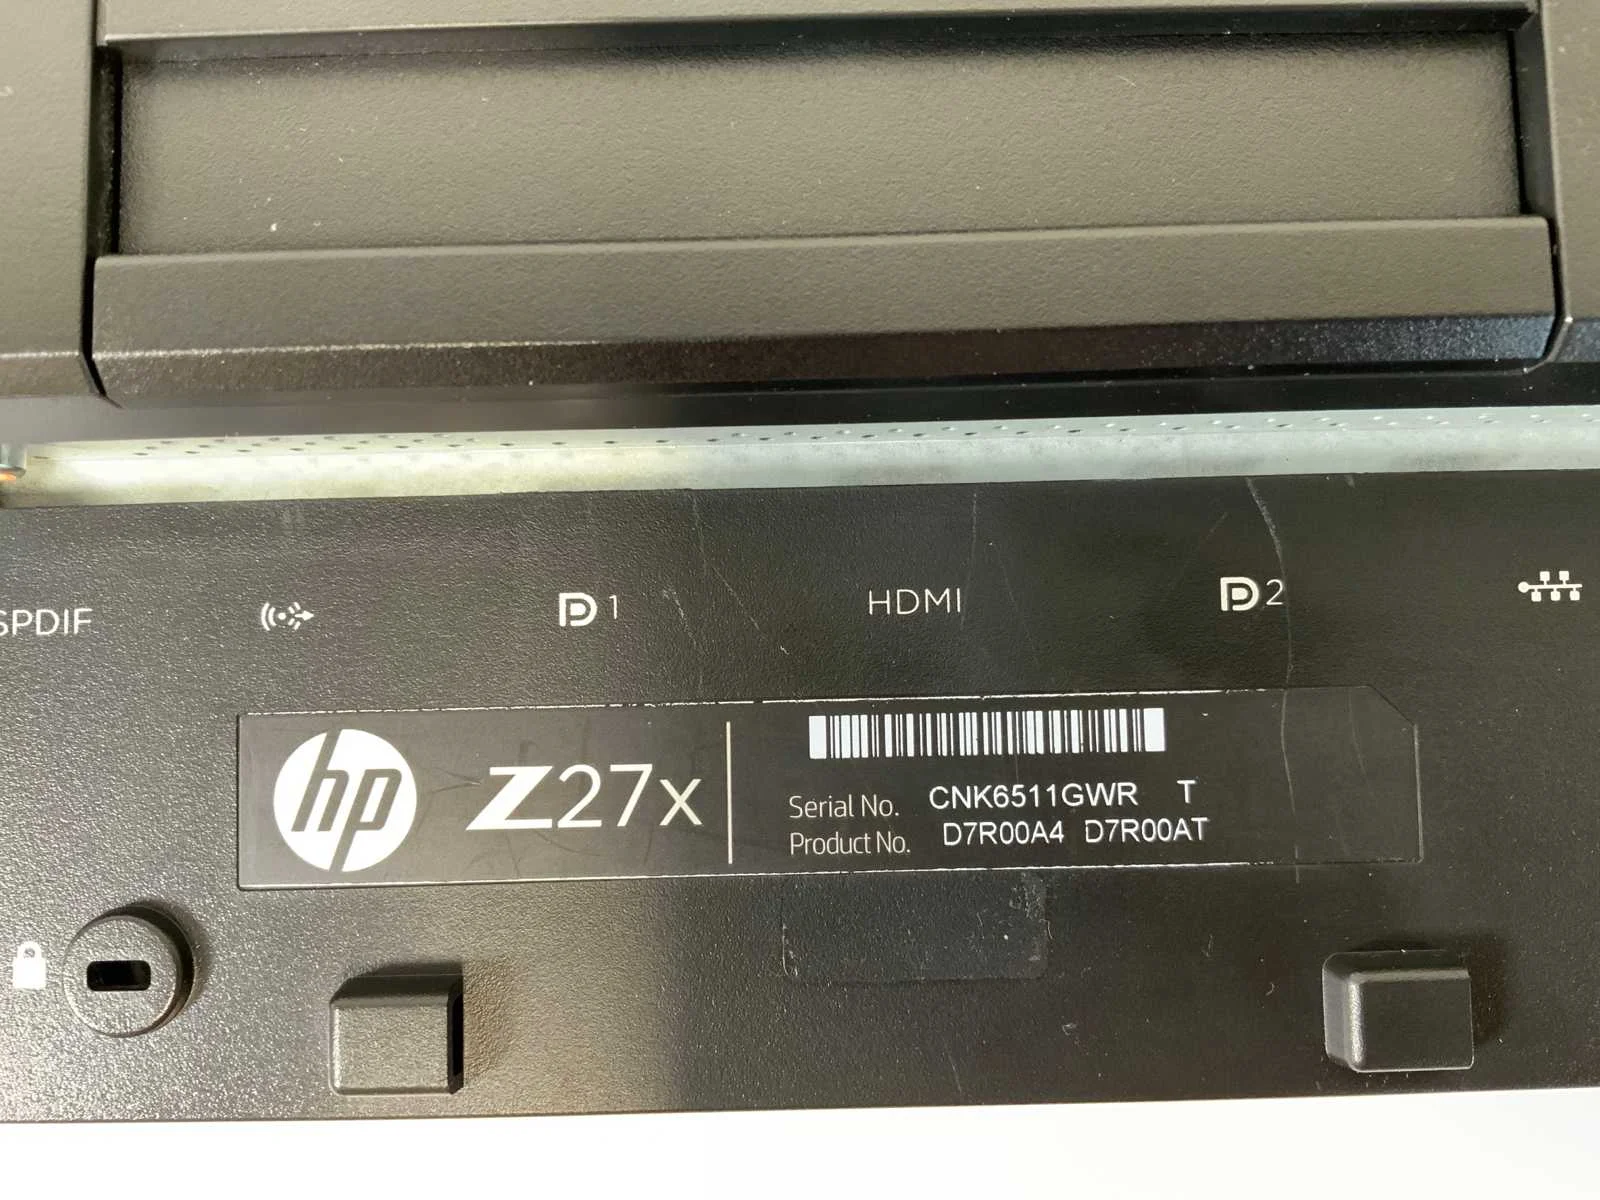 SPDIF
1
HDMI
2
hp Z27x
Serial No. CNK6511GWR T
Product No. D7R00A4 D7R00AT